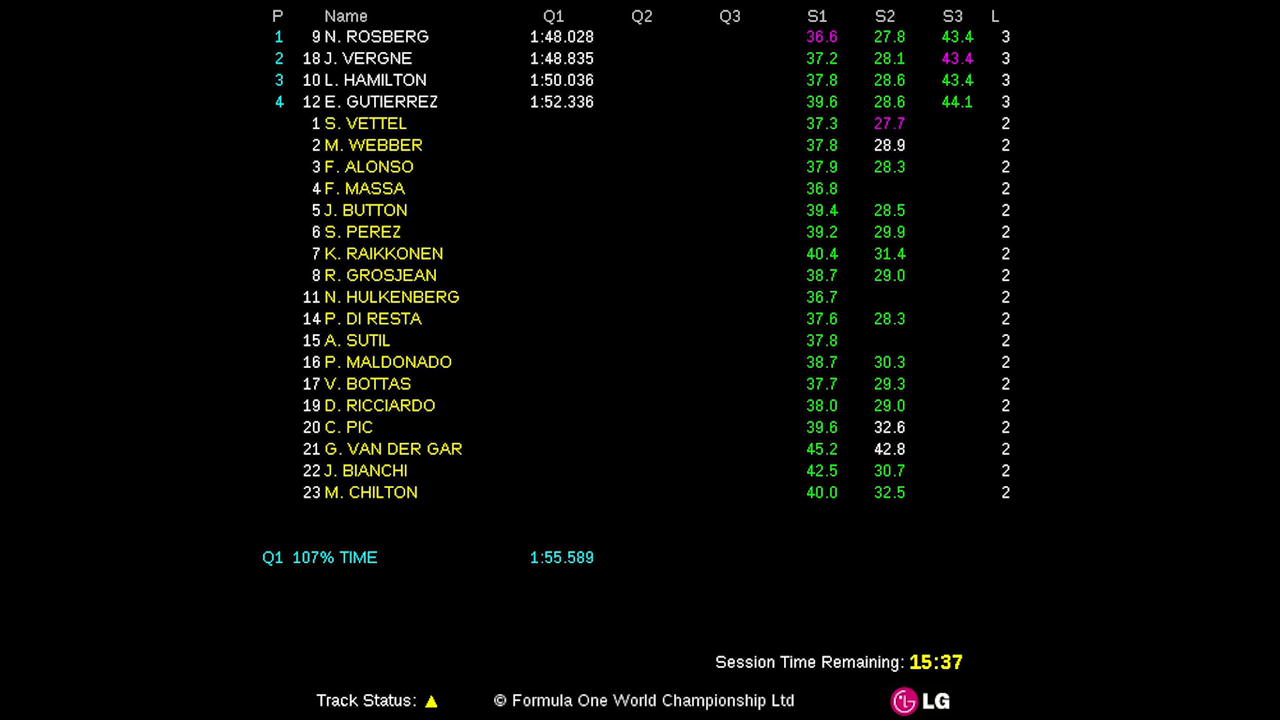 P Name Q1 Q2 Q3 S1 S2 S3 L
1 9 N. ROSBERG 1:48.028 36.6 27.8 43.4 3
2 18 J. VERGNE 1:48.835 37.2 28.1 43.4 3
3 10 L. HAMILTON 1:50.036 37.8 28.6 43.4 3
4 12 E. GUTIERREZ 1:52.336 39.6 28.6 44.1 3
1 S. VETTEL 37.3 27.7 2
2 M. WEBBER 37.8 28.9 2
3 F. ALONSO 37.9 28.3 2
4 F. MASSA 36.8 2
5 J. BUTTON 39.4 28.5 2
6 S. PEREZ 39.2 29.9 2
7 K. RAIKKONEN 40.4 31.4 2
8 R. GROSJEAN 38.7 29.0 2
11 N. HULKENBERG 36.7 2
14 P. DI RESTA 37.6 28.3 2
15 A. SUTIL 37.8 2
16 P. MALDONADO 38.7 30.3 2
17 V. BOTTAS 37.7 29.3 2
19 D. RICCIARDO 38.0 29.0 2
20 C. PIC 39.6 32.6 2
21 G. VAN DER GAR 45.2 42.8 2
22 J. BIANCHI 42.5 30.7 2
23 M. CHILTON 40.0 32.5 2
Q1 107% TIME 1:55.589
Session Time Remaining: 15:37
Track Status: © Formula One World Championship Ltd LG